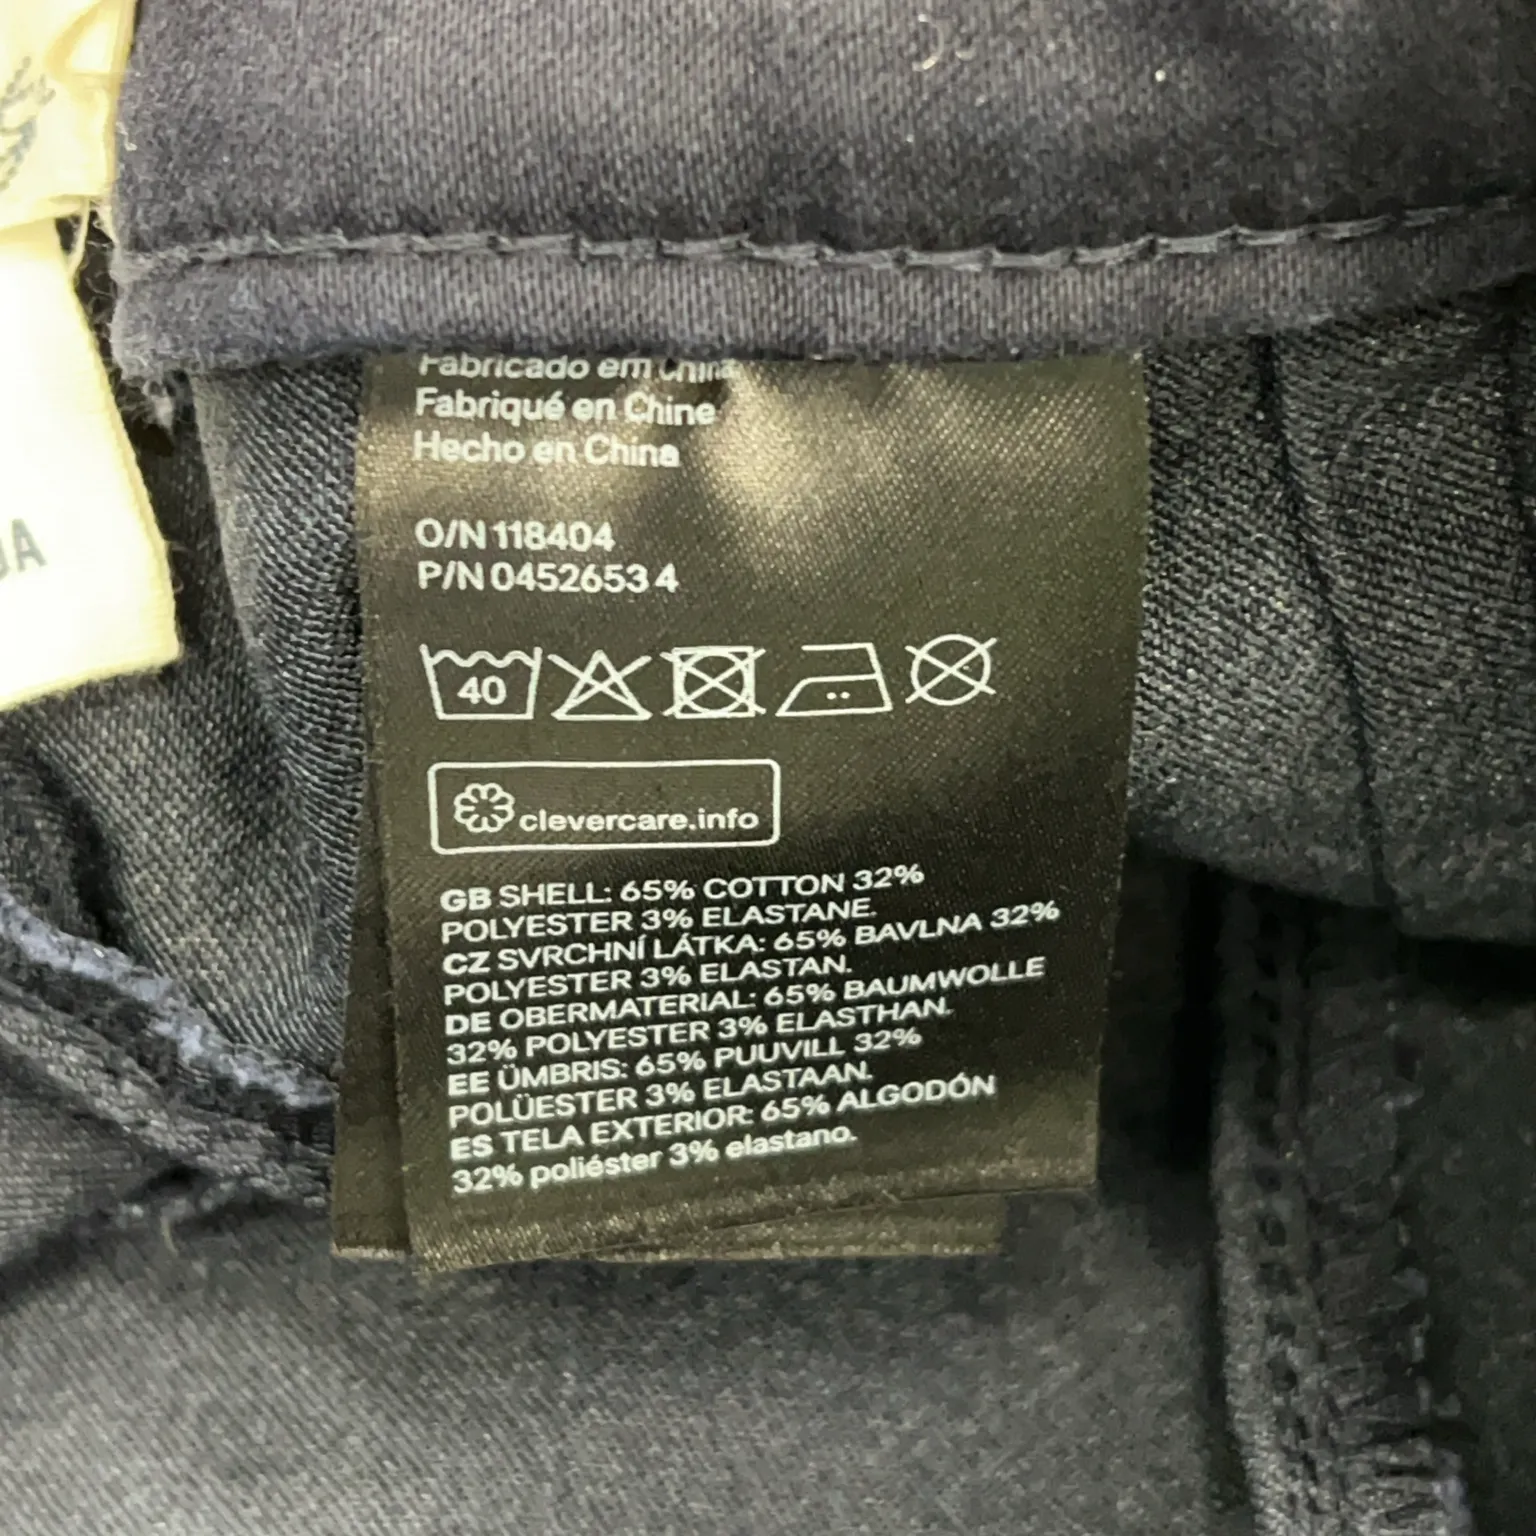 Fabricado em China
Fabriqué en Chine
Hecho en China
O/N 118404
P/N 0452653 4
40
clevercare.info
GB SHELL: 65% COTTON 32%
POLYESTER 3% ELASTANE.
CZ SVRCHNÍ LÁTKA: 65% BAVLNA 32%
POLYESTER 3% ELASTAN.
DE OBERMATERIAL: 65% BAUMWOLLE
32% POLYESTER 3% ELASTHAN.
EE ÜMBRIS: 65% PUUVILL 32%
POLÜESTER 3% ELASTAAN.
ES TELA EXTERIOR: 65% ALGODÓN
32% poliéster 3% elastano.